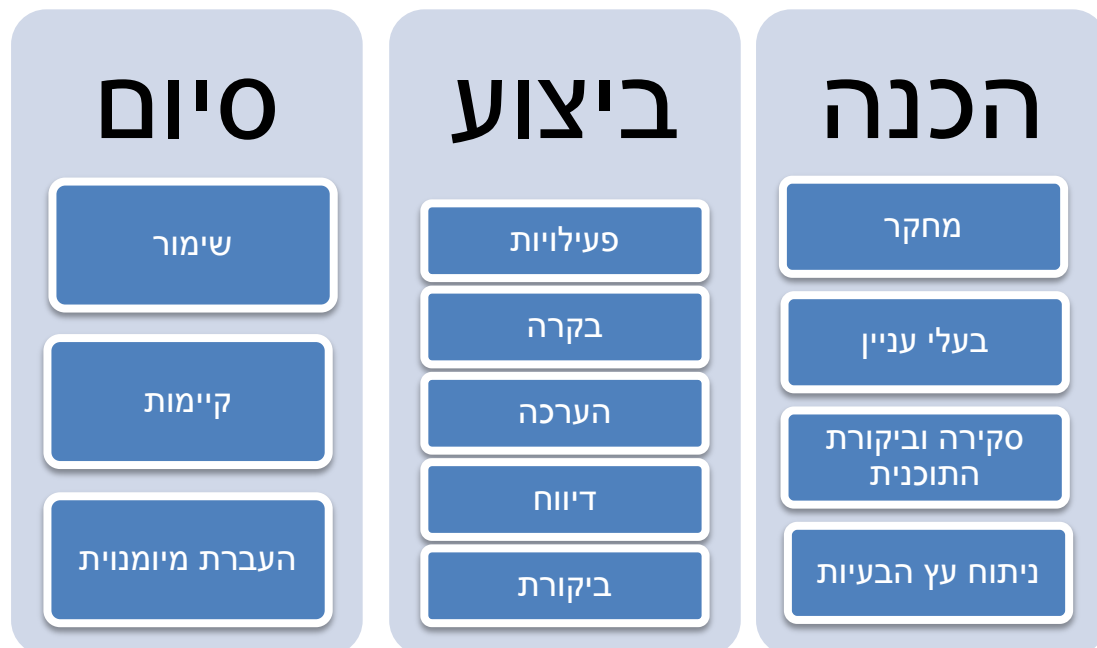 הכנה
מחקר
בעלי עניין
סקירה וביקורת
התוכנית
ניתוח עץ הבעיות
ביצוע
פעילויות
בקרה
הערכה
דיווח
ביקורת
סיום
שימור
קיימות
העברת מיומנוית